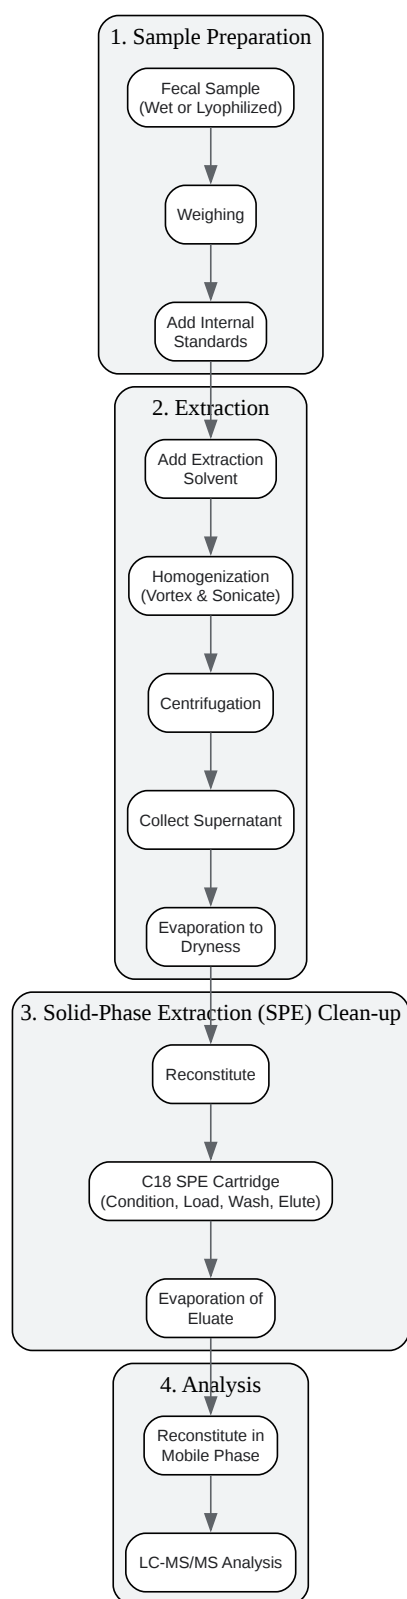 1. Sample Preparation
Fecal Sample
(Wet or Lyophilized)
Weighing
Add Internal
Standards
2. Extraction
Add Extraction
Solvent
Homogenization
(Vortex & Sonicate)
Centrifugation
Collect Supernatant
Evaporation to
Dryness
3. Solid-Phase Extraction (SPE) Clean-up
Reconstitute
C18 SPE Cartridge
(Condition, Load, Wash, Elute)
Evaporation of
Eluate
4. Analysis
Reconstitute in
Mobile Phase
LC-MS/MS Analysis